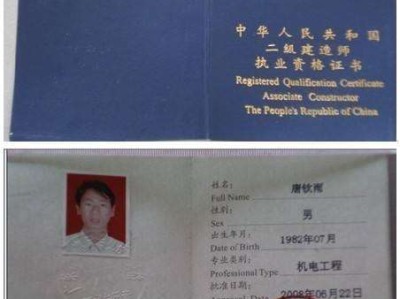 中华人民共和国
二级建造师
执业资格证书
Registered Qualification Certificate
Associate Constructor
The People's Republic of China
姓名: 唐钦雨
Full Name
性别: 男
Sex
出生年月 1982年07月
Date of Birth
专业类别: 机电工程
Professional Type
批准日期: 2008年06月22日